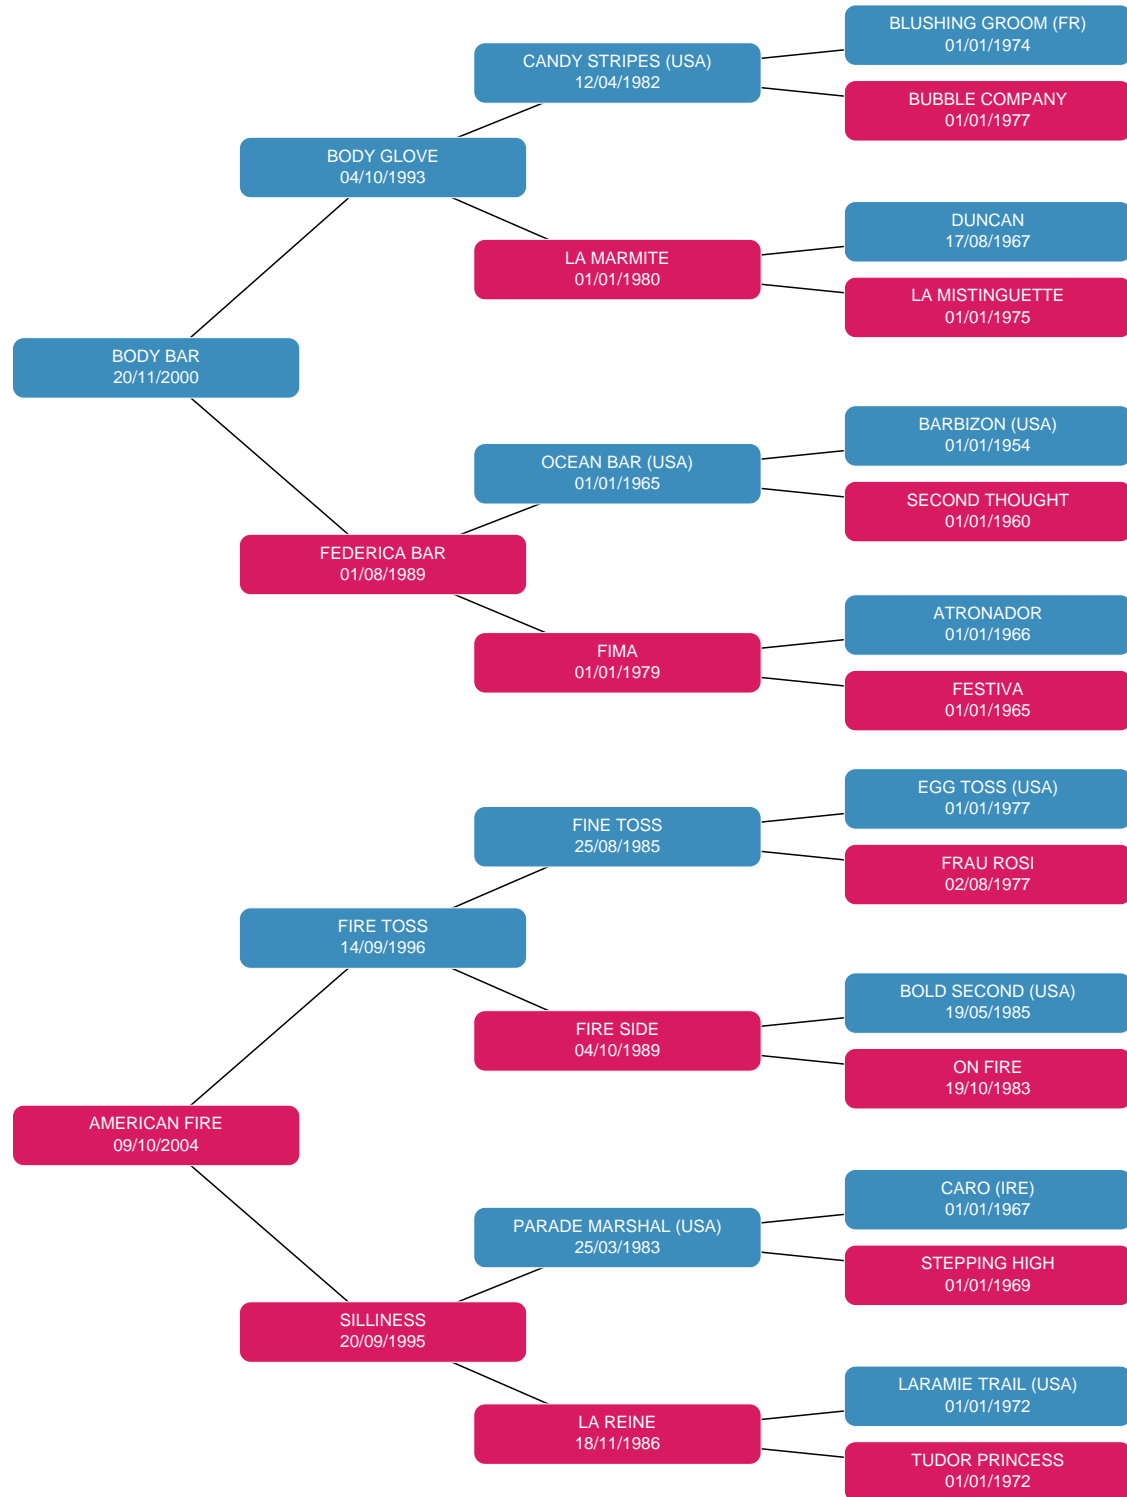 BLUSHING GROOM (FR)
01/01/1974
CANDY STRIPES (USA)
12/04/1982
BUBBLE COMPANY
01/01/1977
BODY GLOVE
04/10/1993
DUNCAN
17/08/1967
LA MARMITE
01/01/1980
LA MISTINGUETTE
01/01/1975
BODY BAR
20/11/2000
BARBIZON (USA)
01/01/1954
OCEAN BAR (USA)
01/01/1965
SECOND THOUGHT
01/01/1960
FEDERICA BAR
01/08/1989
ATRONADOR
01/01/1966
FIMA
01/01/1979
FESTIVA
01/01/1965
EGG TOSS (USA)
01/01/1977
FINE TOSS
25/08/1985
FRAU ROSI
02/08/1977
FIRE TOSS
14/09/1996
BOLD SECOND (USA)
19/05/1985
FIRE SIDE
04/10/1989
ON FIRE
19/10/1983
AMERICAN FIRE
09/10/2004
CARO (IRE)
01/01/1967
PARADE MARSHAL (USA)
25/03/1983
STEPPING HIGH
01/01/1969
SILLINESS
20/09/1995
LARAMIE TRAIL (USA)
01/01/1972
LA REINE
18/11/1986
TUDOR PRINCESS
01/01/1972